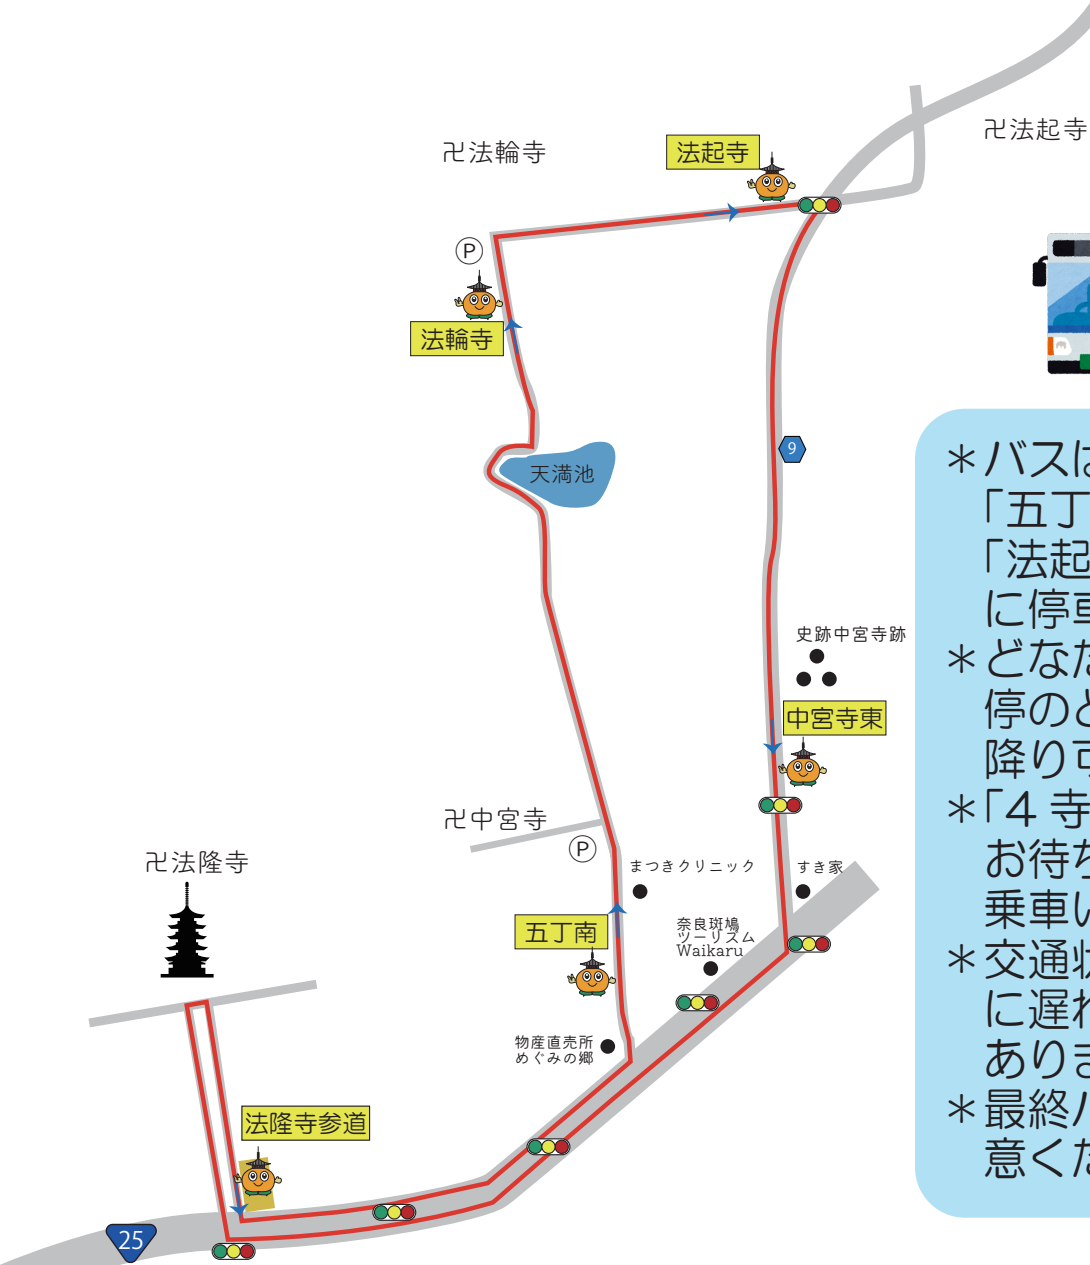 卍法起寺
卍法輪寺
法起寺
P
法輪寺
天満池
9
史跡中宮寺跡
中宮寺東
卍中宮寺
P
卍法隆寺
まつきクリニック
すき家
五丁南
奈良斑鳩
ツーリズム
Waikaru
物産直売所
めぐみの郷
法隆寺参道
25
＊バスは
「五丁
「法起
に停車
＊どなた
停のど
降り可
＊「4 寺
お待ち
乗車い
＊交通状
に遅れ
ありま
＊最終バ
意くだ